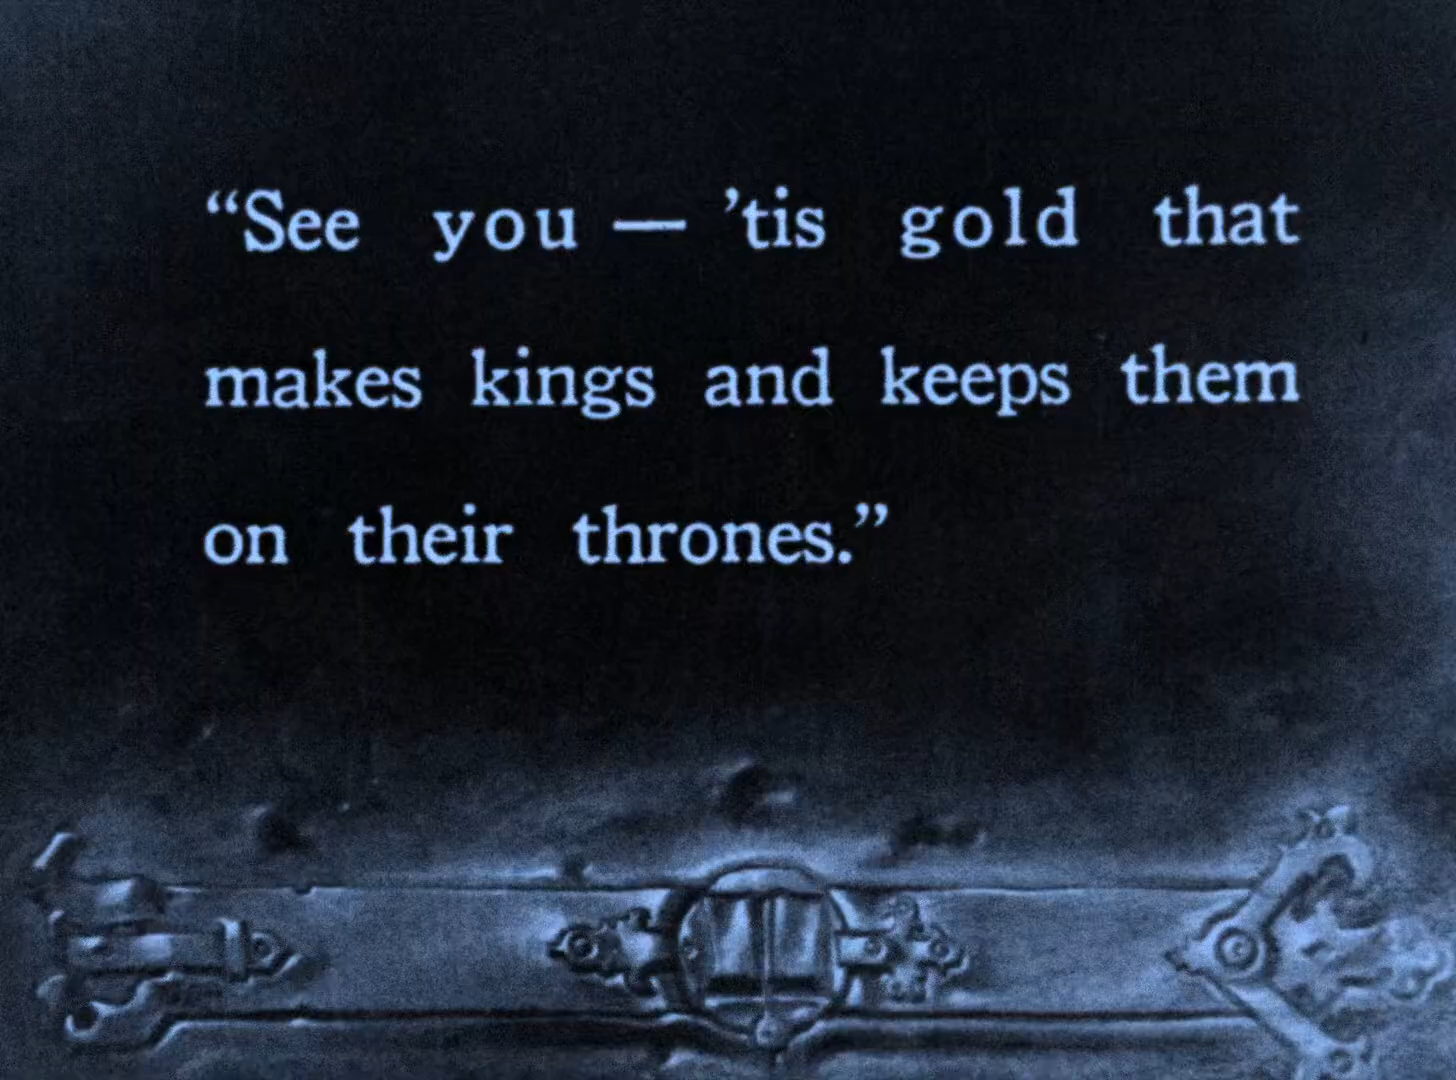 “See you — ’tis gold that
makes kings and keeps them
on their thrones.”